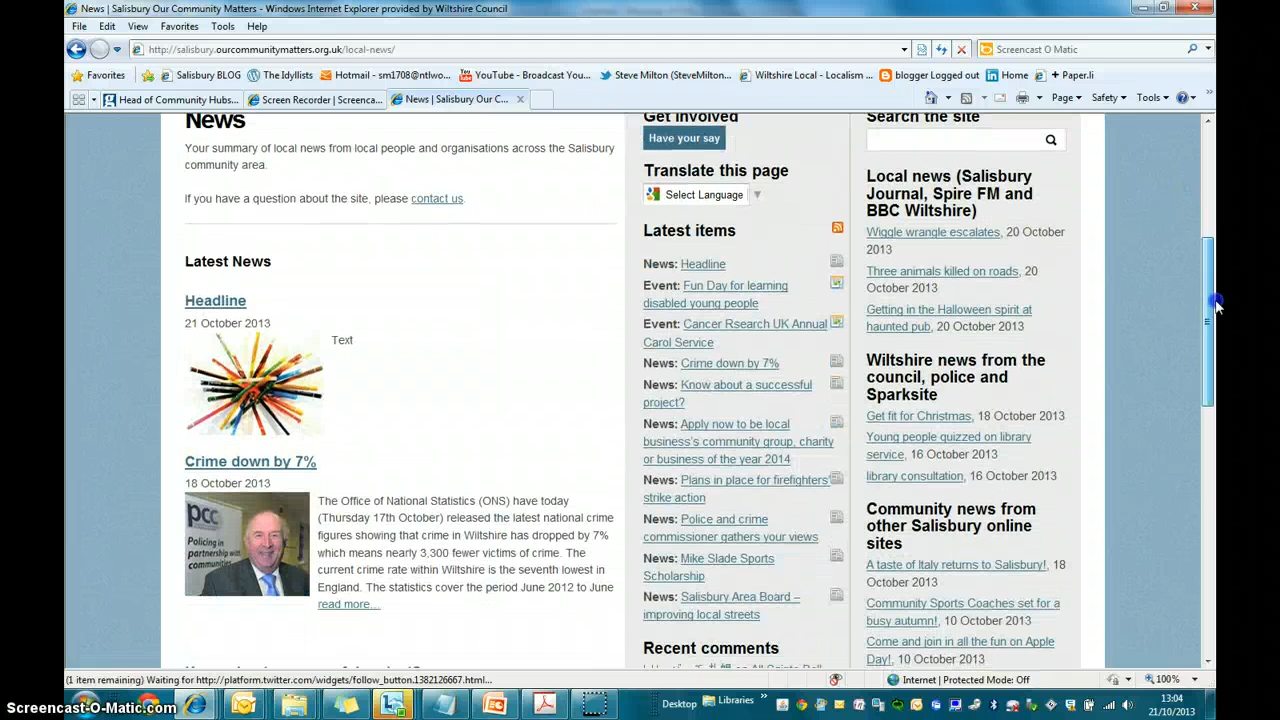 News | Salisbury Our Community Matters - Windows Internet Explorer provided by Wiltshire Council
File Edit View Favorites Tools Help
http://salisbury.ourcommunitymatters.org.uk/local-news/
Screencast O Matic
Favorites
Salisbury BLOG
The Idyllists
Hotmail - sm1708@ntlwo...
YouTube - Broadcast You...
Steve Milton (SteveMilton...
Wiltshire Local - Localism ...
blogger Logged out
Home
+ Paper.li
Head of Community Hubs...
Screen Recorder | Screenca...
News | Salisbury Our C...
Page Safety Tools
News
Your summary of local news from local people and organisations across the Salisbury
community area.
If you have a question about the site, please contact us.
Latest News
Headline
21 October 2013
Text
Crime down by 7%
18 October 2013
pcc
Policing in
partnership with
communities
The Office of National Statistics (ONS) have today
(Thursday 17th October) released the latest national crime
figures showing that crime in Wiltshire has dropped by 7%
which means nearly 3,300 fewer victims of crime. The
current crime rate within Wiltshire is the seventh lowest in
England. The statistics cover the period June 2012 to June
read more...
Get involved
Have your say
Translate this page
Select Language
Latest items
News: Headline
Event: Fun Day for learning
disabled young people
Event: Cancer Rsearch UK Annual
Carol Service
News: Crime down by 7%
News: Know about a successful
project?
News: Apply now to be local
business's community group, charity
or business of the year 2014
News: Plans in place for firefighters'
strike action
News: Police and crime
commissioner gathers your views
News: Mike Slade Sports
Scholarship
News: Salisbury Area Board –
improving local streets
Recent comments
Search the site
Local news (Salisbury
Journal, Spire FM and
BBC Wiltshire)
Wiggle wrangle escalates, 20 October
2013
Three animals killed on roads, 20
October 2013
Getting in the Halloween spirit at
haunted pub, 20 October 2013
Wiltshire news from the
council, police and
Sparksite
Get fit for Christmas, 18 October 2013
Young people quizzed on library
service, 16 October 2013
library consultation, 16 October 2013
Community news from
other Salisbury online
sites
A taste of Italy returns to Salisbury!, 18
October 2013
Community Sports Coaches set for a
busy autumn!, 10 October 2013
Come and join in all the fun on Apple
Day!, 10 October 2013
(1 item remaining) Waiting for http://platform.twitter.com/widgets/follow_button.1382126667.html...
Internet | Protected Mode: Off
100%
Desktop
Libraries
13:04
21/10/2013
Screencast-O-Matic.com